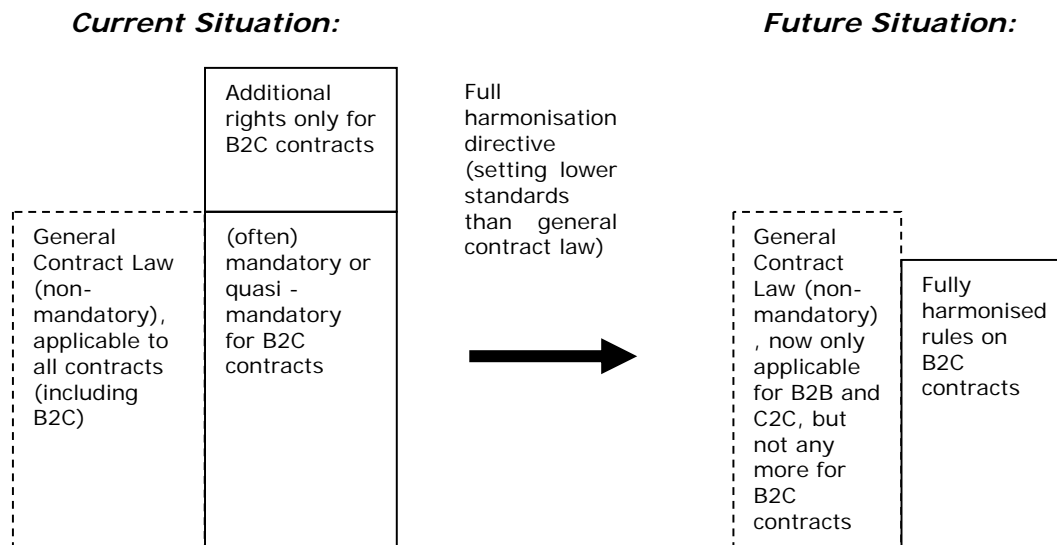 Current Situation:
Future Situation:
Additional
rights only for
B2C contracts
Full
harmonisation
directive
(setting lower
standards
than general
contract law)
General
Contract Law
(non-
mandatory),
applicable to
all contracts
(including
B2C)
(often)
mandatory or
quasi -
mandatory
for B2C
contracts
General
Contract
Law (non-
mandatory)
, now only
applicable
for B2B and
C2C, but
not any
more for
B2C
contracts
Fully
harmonised
rules on
B2C
contracts